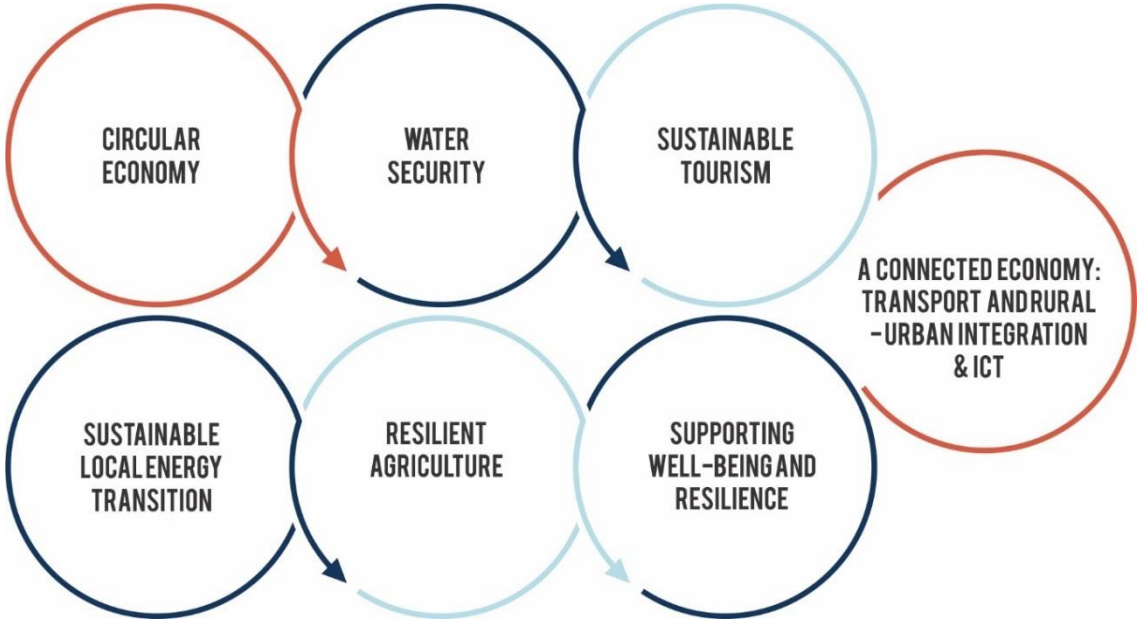 CIRCULAR
ECONOMY
WATER
SECURITY
SUSTAINABLE
TOURISM
A CONNECTED ECONOMY:
TRANSPORT AND RURAL
-URBAN INTEGRATION
& ICT
SUSTAINABLE
LOCAL ENERGY
TRANSITION
RESILIENT
AGRICULTURE
SUPPORTING
WELL-BEING AND
RESILIENCE